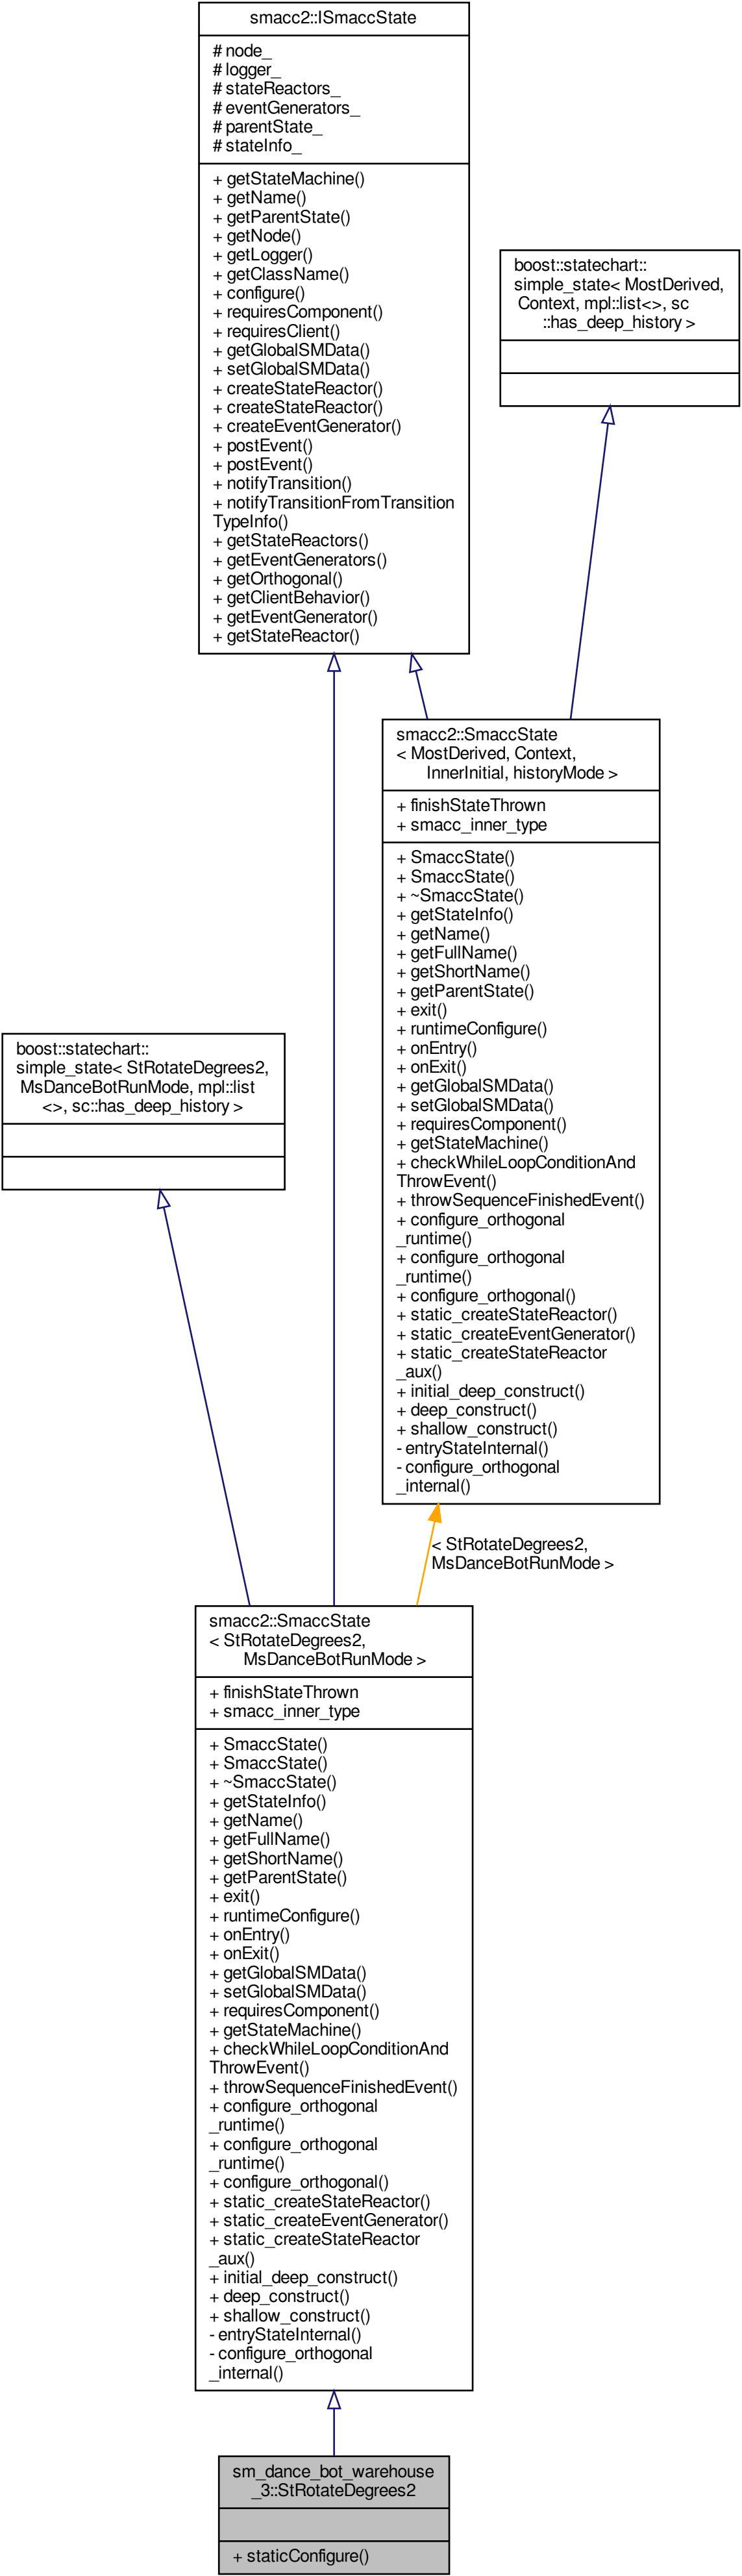 smacc2::ISmaccState
# node_
# logger_
# stateReactors_
# eventGenerators_
# parentState_
# stateInfo_
+ getStateMachine()
+ getName()
+ getParentState()
+ getNode()
+ getLogger()
+ getClassName()
+ configure()
+ requiresComponent()
+ requiresClient()
+ getGlobalSMData()
+ setGlobalSMData()
+ createStateReactor()
+ createStateReactor()
+ createEventGenerator()
+ postEvent()
+ postEvent()
+ notifyTransition()
+ notifyTransitionFromTransition
TypeInfo()
+ getStateReactors()
+ getEventGenerators()
+ getOrthogonal()
+ getClientBehavior()
+ getEventGenerator()
+ getStateReactor()
boost::statechart::
simple_state< MostDerived,
Context, mpl::list<>, sc
::has_deep_history >
smacc2::SmaccState
< MostDerived, Context,
InnerInitial, historyMode >
+ finishStateThrown
+ smacc_inner_type
+ SmaccState()
+ SmaccState()
+ ~SmaccState()
+ getStateInfo()
+ getName()
+ getFullName()
+ getShortName()
+ getParentState()
+ exit()
+ runtimeConfigure()
+ onEntry()
+ onExit()
+ getGlobalSMData()
+ setGlobalSMData()
+ requiresComponent()
+ getStateMachine()
+ checkWhileLoopConditionAnd
ThrowEvent()
+ throwSequenceFinishedEvent()
+ configure_orthogonal
_runtime()
+ configure_orthogonal
_runtime()
+ configure_orthogonal()
+ static_createStateReactor()
+ static_createEventGenerator()
+ static_createStateReactor
_aux()
+ initial_deep_construct()
+ deep_construct()
+ shallow_construct()
- entryStateInternal()
- configure_orthogonal
_internal()
boost::statechart::
simple_state< StRotateDegrees2,
MsDanceBotRunMode, mpl::list
<>, sc::has_deep_history >
< StRotateDegrees2,
MsDanceBotRunMode >
smacc2::SmaccState
< StRotateDegrees2,
MsDanceBotRunMode >
+ finishStateThrown
+ smacc_inner_type
+ SmaccState()
+ SmaccState()
+ ~SmaccState()
+ getStateInfo()
+ getName()
+ getFullName()
+ getShortName()
+ getParentState()
+ exit()
+ runtimeConfigure()
+ onEntry()
+ onExit()
+ getGlobalSMData()
+ setGlobalSMData()
+ requiresComponent()
+ getStateMachine()
+ checkWhileLoopConditionAnd
ThrowEvent()
+ throwSequenceFinishedEvent()
+ configure_orthogonal
_runtime()
+ configure_orthogonal
_runtime()
+ configure_orthogonal()
+ static_createStateReactor()
+ static_createEventGenerator()
+ static_createStateReactor
_aux()
+ initial_deep_construct()
+ deep_construct()
+ shallow_construct()
- entryStateInternal()
- configure_orthogonal
_internal()
sm_dance_bot_warehouse
_3::StRotateDegrees2
+ staticConfigure()